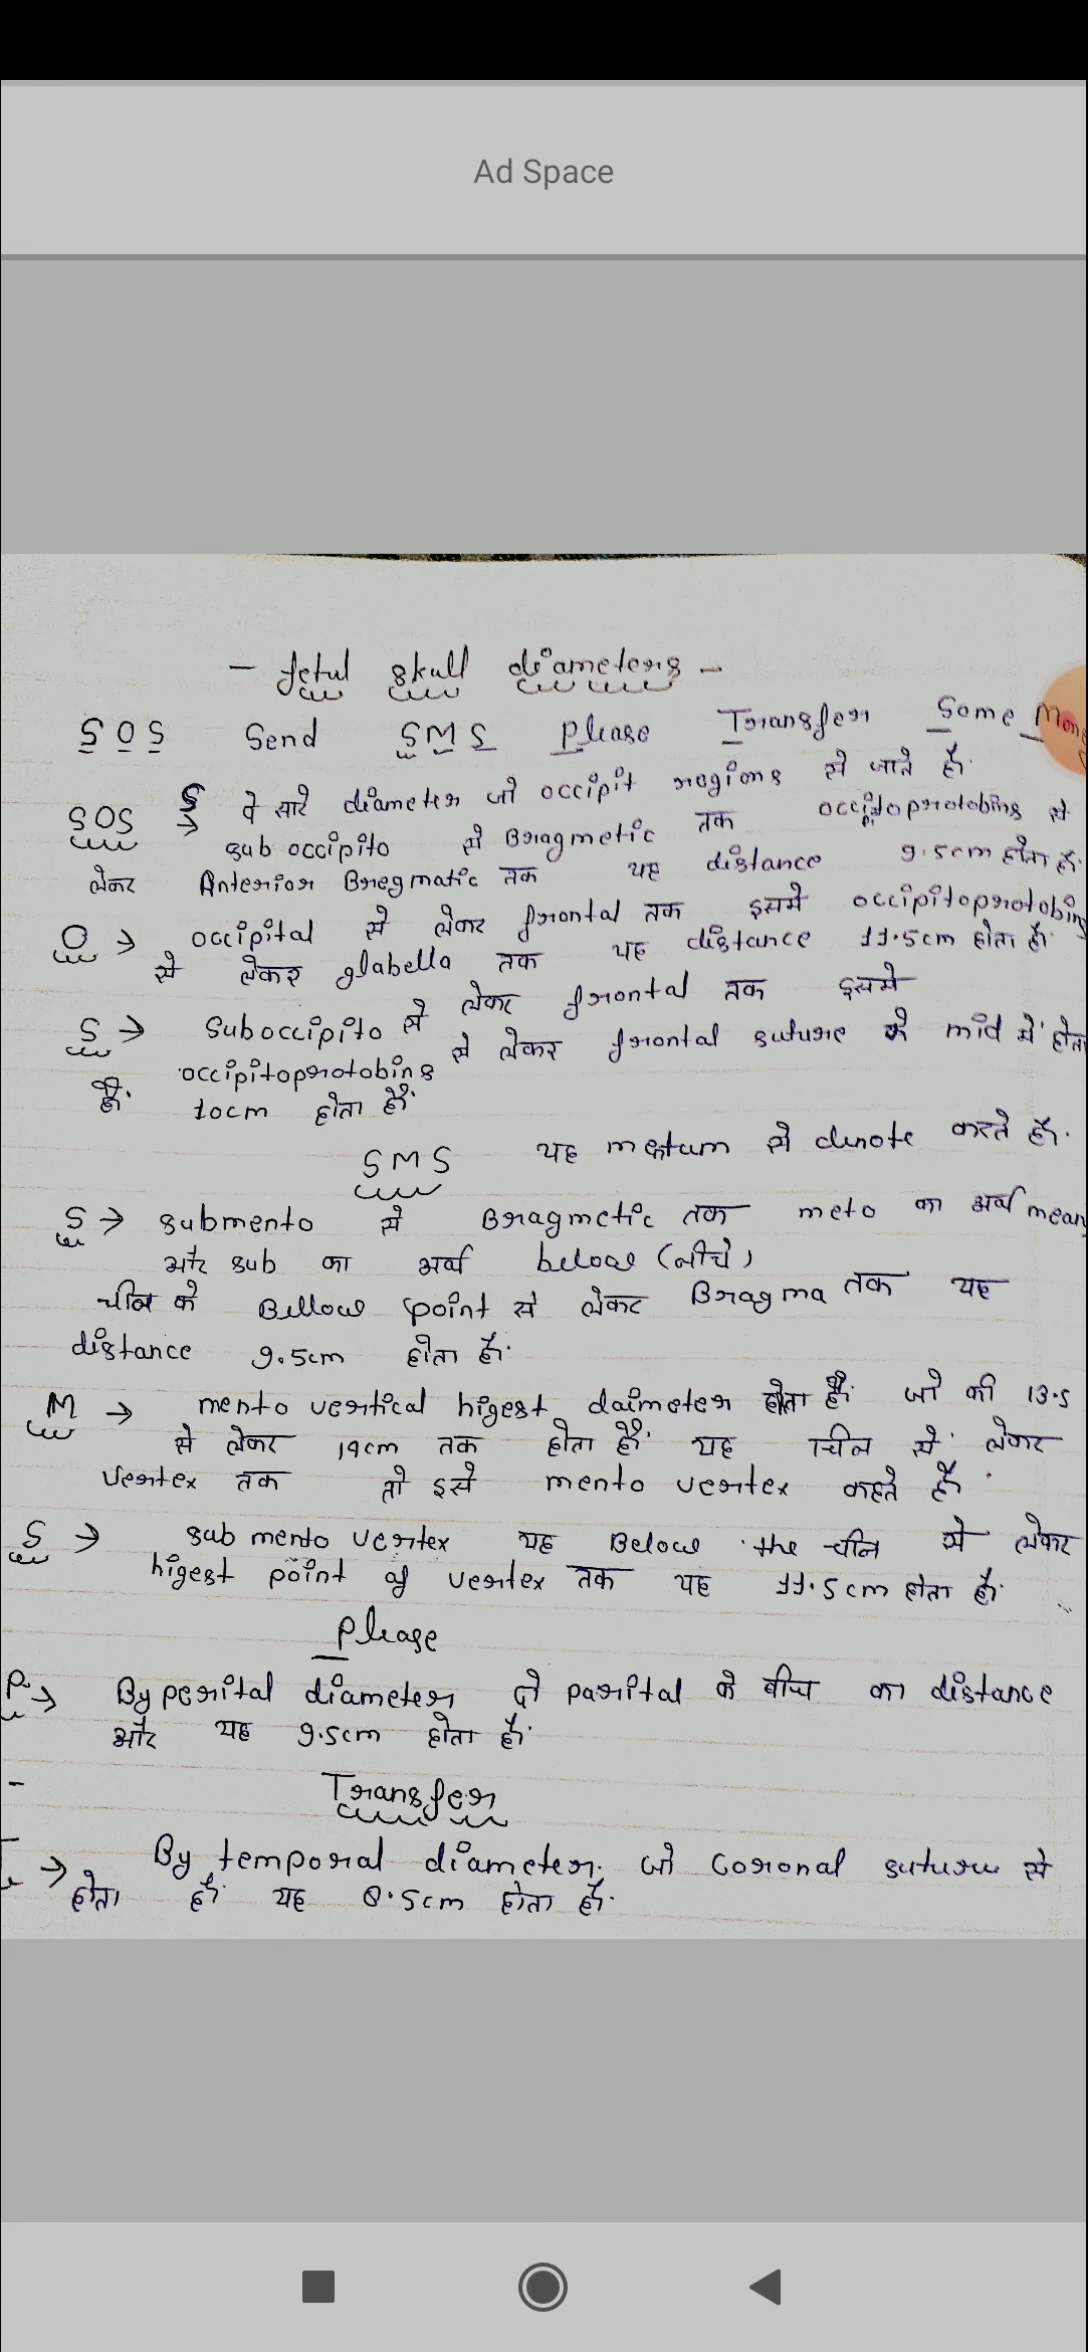 Ad Space
- fetul skull diameters -
SOS Send SMS Please Transfer Some
SOS → S वे सारे diameter जो occipit regions से जाते है.
sub occipito से Bragmetic तक occipitoprotobins से
लेकर Anterior Bregmatic तक यह distance 9.5cm होता है.
O → occipital से लेकर frontal तक इसमे occipitoprotobins
से लेकर glabella तक यह distance 11.5cm होता है.
S → Suboccipito से लेकर frontal तक इसमे
occipitoprotobins से लेकर frontal suture के mid में होता
है. 10cm होता है.
SMS यह से denote करते है.
S → submento से Bragmetic तक meto का अर्थ mean
और sub का अर्थ below (नीचे)
चीन के Bellow point से लेकर Bragma तक यह
distance 9.5cm होता है.
M → mento vertical higest daimeter होता है. जो की 13.5
से लेकर 14cm तक होता है. यह चिन से लेकर
vertex तक तो इसे mento vertex कहते है.
S → sub mento vertex यह Below the चीन से लेकर
higest point of vertex तक यह 11.5cm होता है.
Please
P → By perital diameter दो parital के बीच का distance
और यह 9.5cm होता है.
Transfer
T → By temporal diameter. जो coronal suture से
होता है. यह 8.5cm होता है.